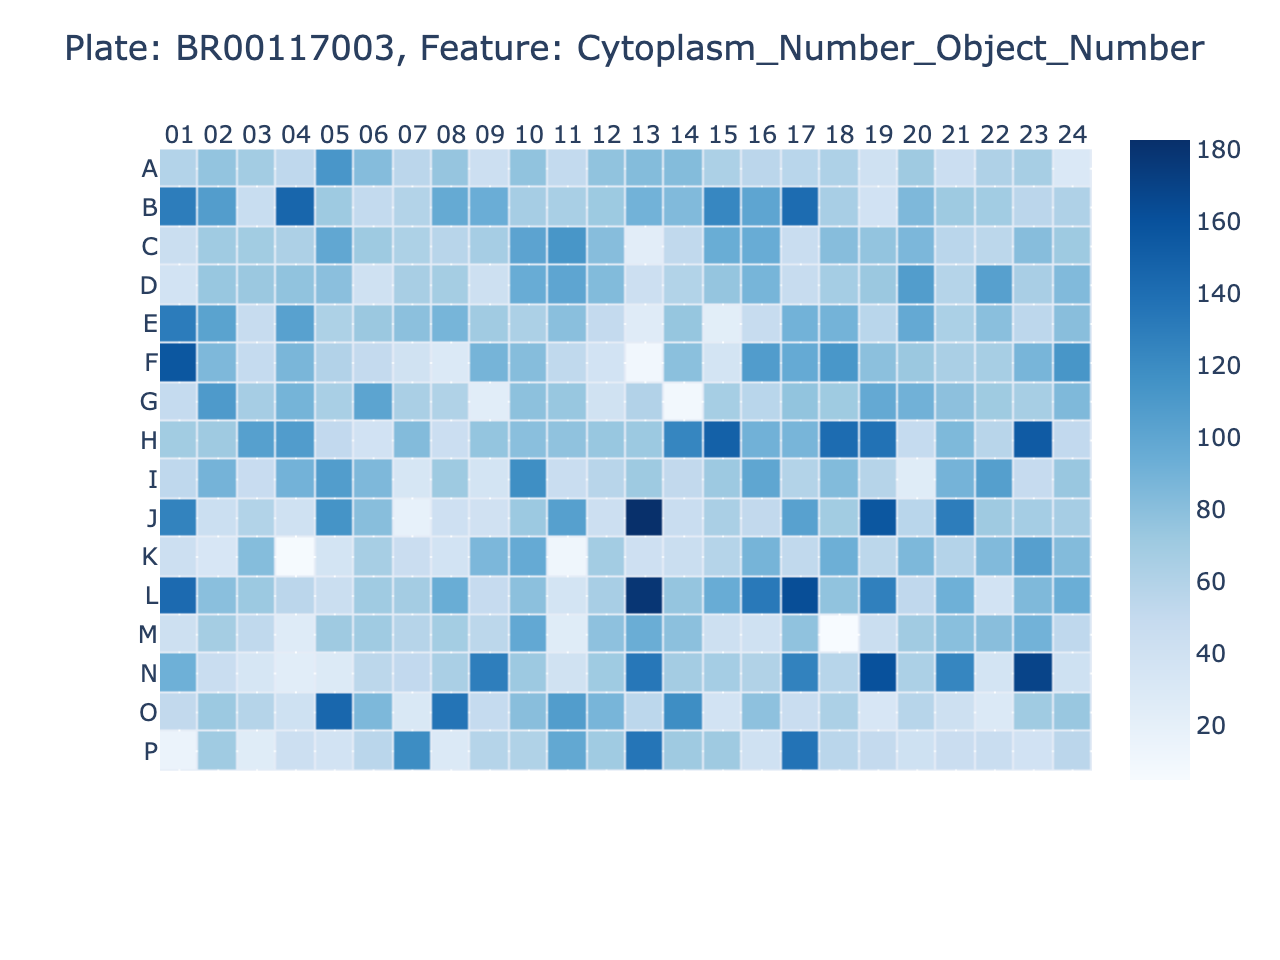 Plate: BR00117003, Feature: Cytoplasm_Number_Object_Number
01 02 03 04 05 06 07 08 09 10 11 12 13 14 15 16 17 18 19 20 21 22 23 24
A
B
C
D
E
F
G
H
I
J
K
L
M
N
O
P
180
160
140
120
100
80
60
40
20